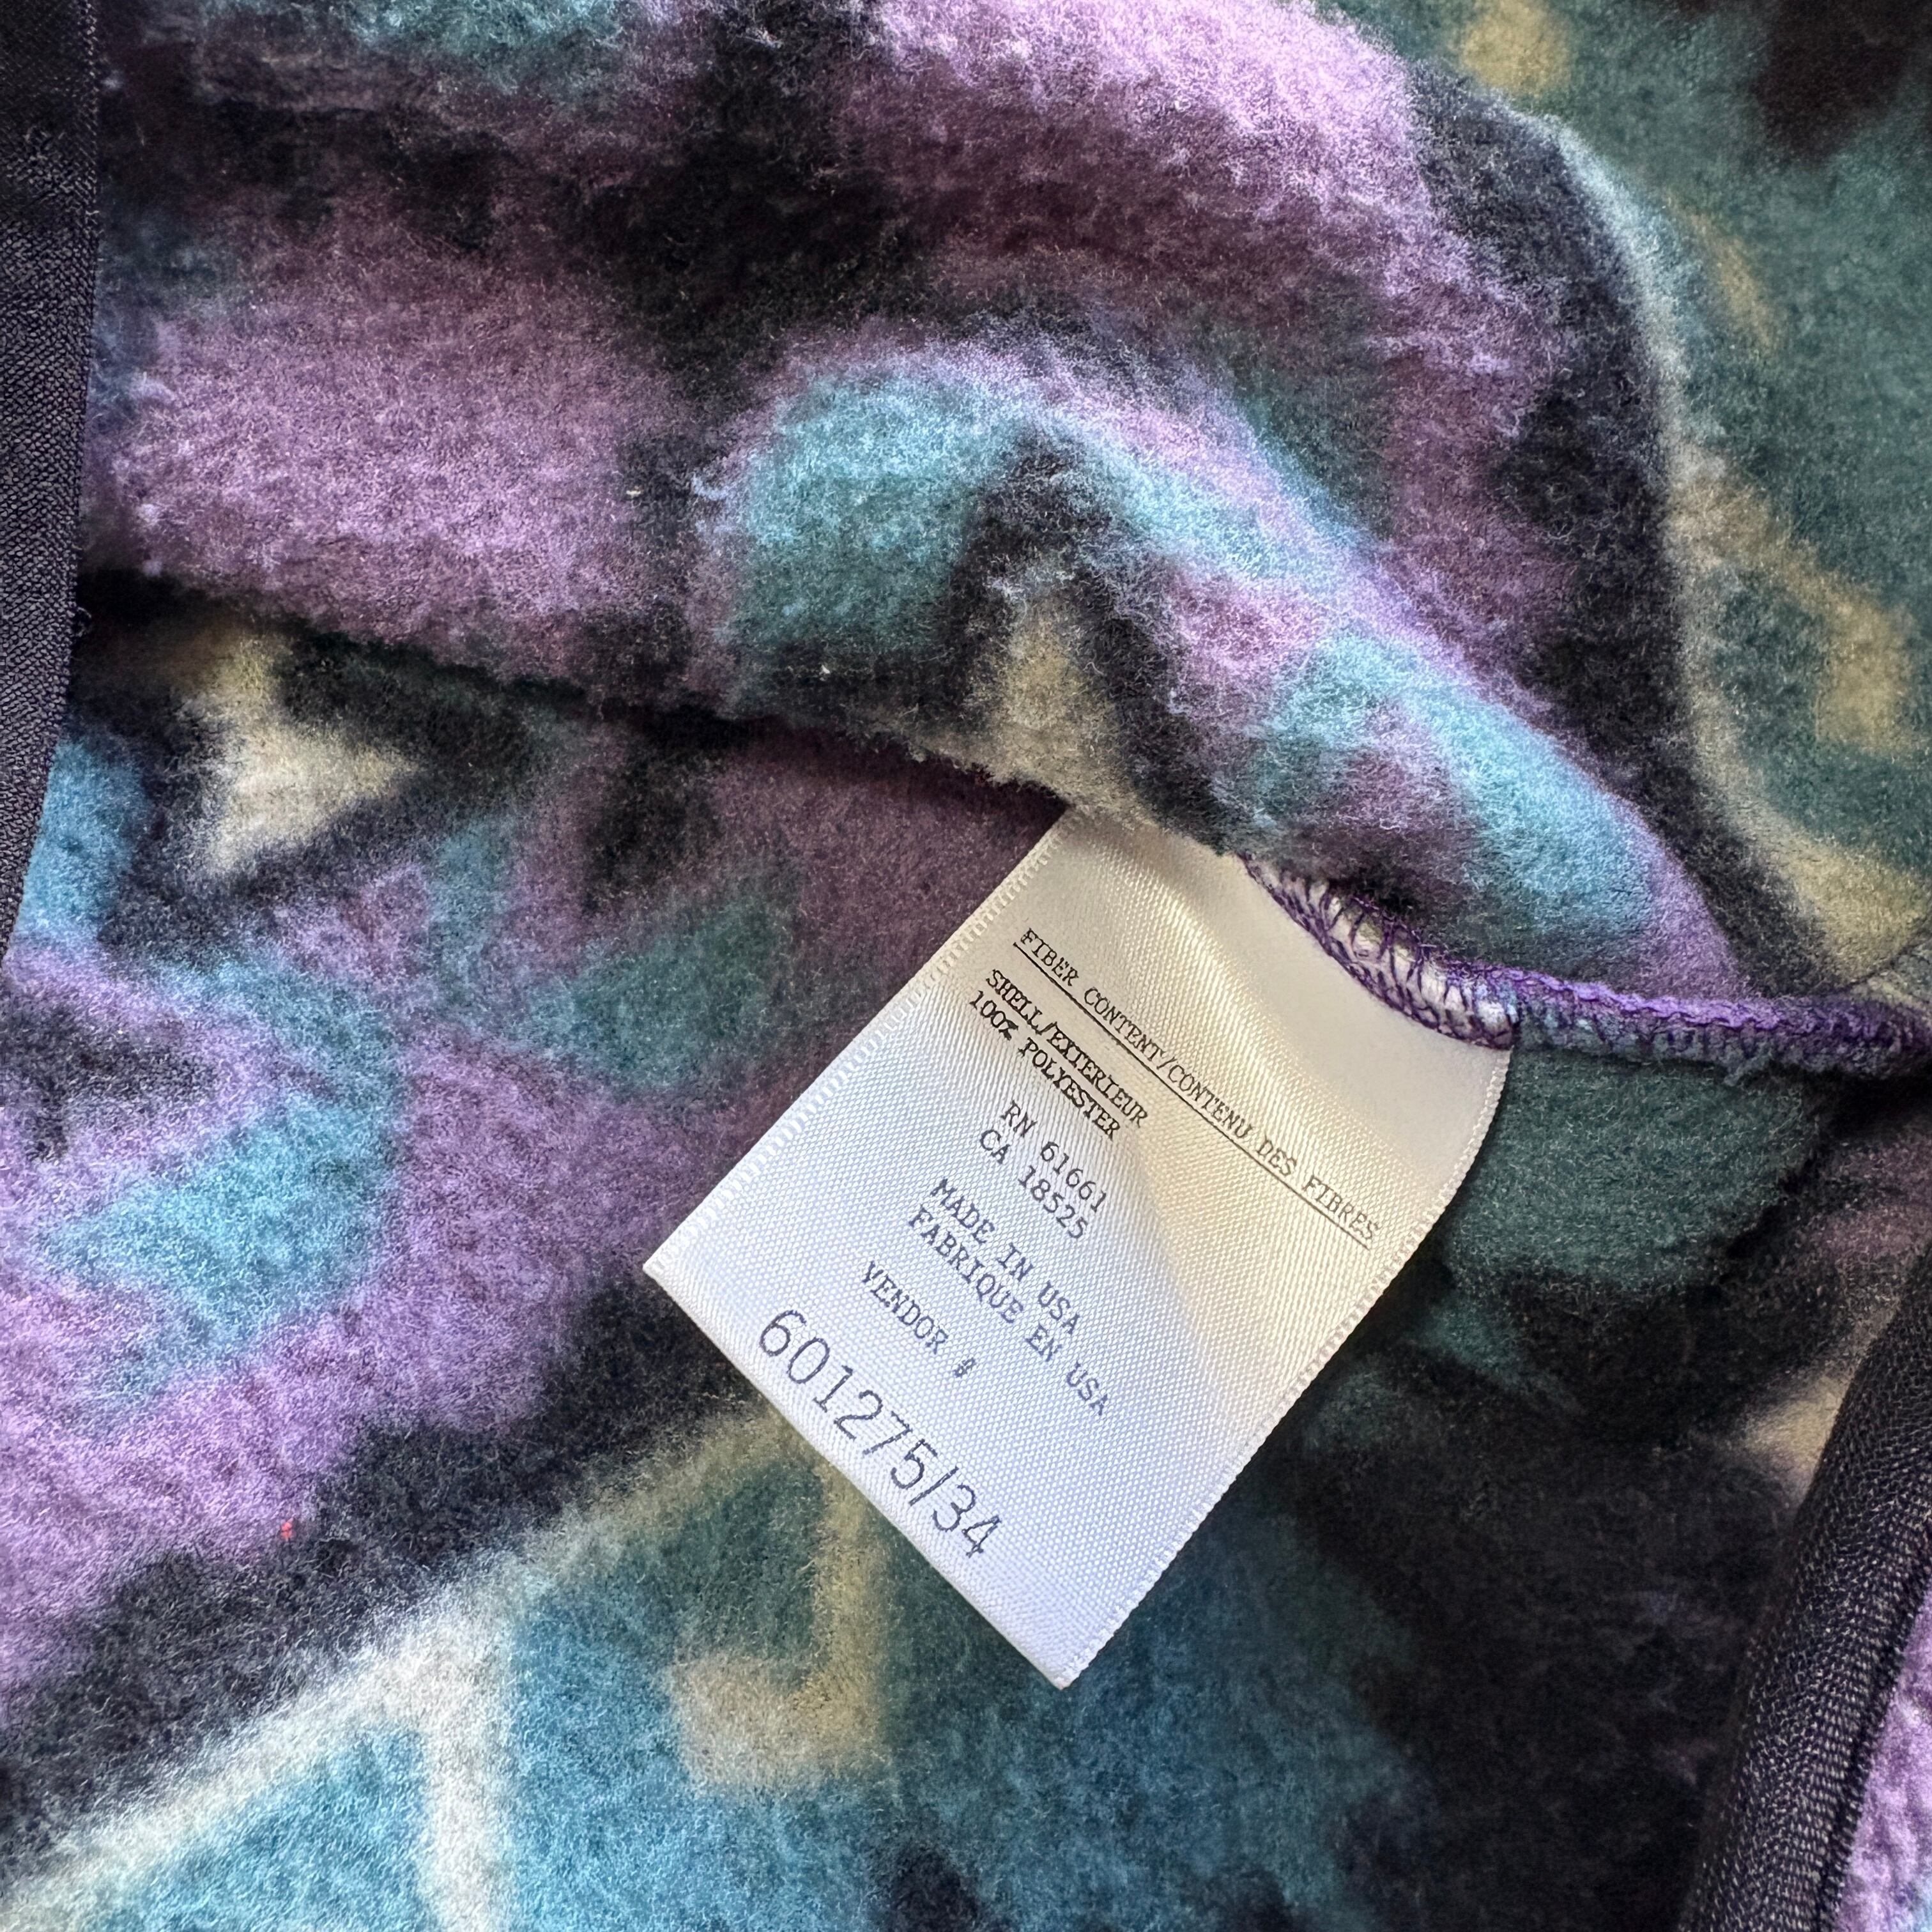 FIBER CONTENT/CONTENU DES FIBRES
SHELL/EXTERIEUR
100% POLYESTER
RN 61661
CA 18525
MADE IN USA
FABRIQUE EN USA
VENDOR #
601275/34